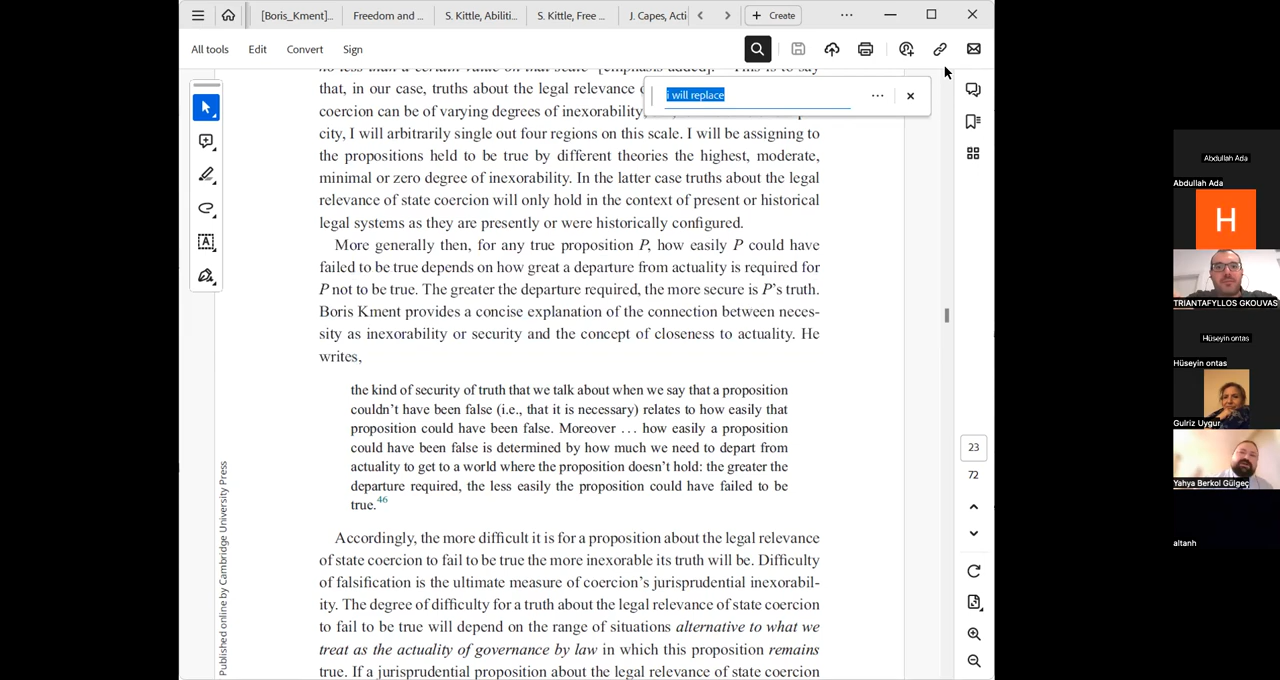 [Boris_Kment]...
Freedom and ...
S. Kittle, Abiliti...
S. Kittle, Free ...
J. Capes, Acti
Create
All tools
Edit
Convert
Sign
no less than a certain value on that scale [emphasis added]. This is to say
that, in our case, truths about the legal relevance
i will replace
coercion can be of varying degrees of inexorability,
city, I will arbitrarily single out four regions on this scale. I will be assigning to
the propositions held to be true by different theories the highest, moderate,
minimal or zero degree of inexorability. In the latter case truths about the legal
relevance of state coercion will only hold in the context of present or historical
legal systems as they are presently or were historically configured.
More generally then, for any true proposition P, how easily P could have
failed to be true depends on how great a departure from actuality is required for
P not to be true. The greater the departure required, the more secure is P's truth.
Boris Kment provides a concise explanation of the connection between neces-
sity as inexorability or security and the concept of closeness to actuality. He
writes,
the kind of security of truth that we talk about when we say that a proposition
couldn't have been false (i.e., that it is necessary) relates to how easily that
proposition could have been false. Moreover … how easily a proposition
could have been false is determined by how much we need to depart from
actuality to get to a world where the proposition doesn't hold: the greater the
departure required, the less easily the proposition could have failed to be
true.46
Accordingly, the more difficult it is for a proposition about the legal relevance
of state coercion to fail to be true the more inexorable its truth will be. Difficulty
of falsification is the ultimate measure of coercion's jurisprudential inexorabil-
ity. The degree of difficulty for a truth about the legal relevance of state coercion
to fail to be true will depend on the range of situations alternative to what we
treat as the actuality of governance by law in which this proposition remains
true. If a jurisprudential proposition about the legal relevance of state coercion
Published online by Cambridge University Press
23
72
Abdullah Ada
Abdullah Ada
H
TRIANTAFYLLOS GKOUVAS
Hüseyin ontas
Hüseyin ontas
Gulriz Uygur
Yahya Berkol Gülgeç
altanh